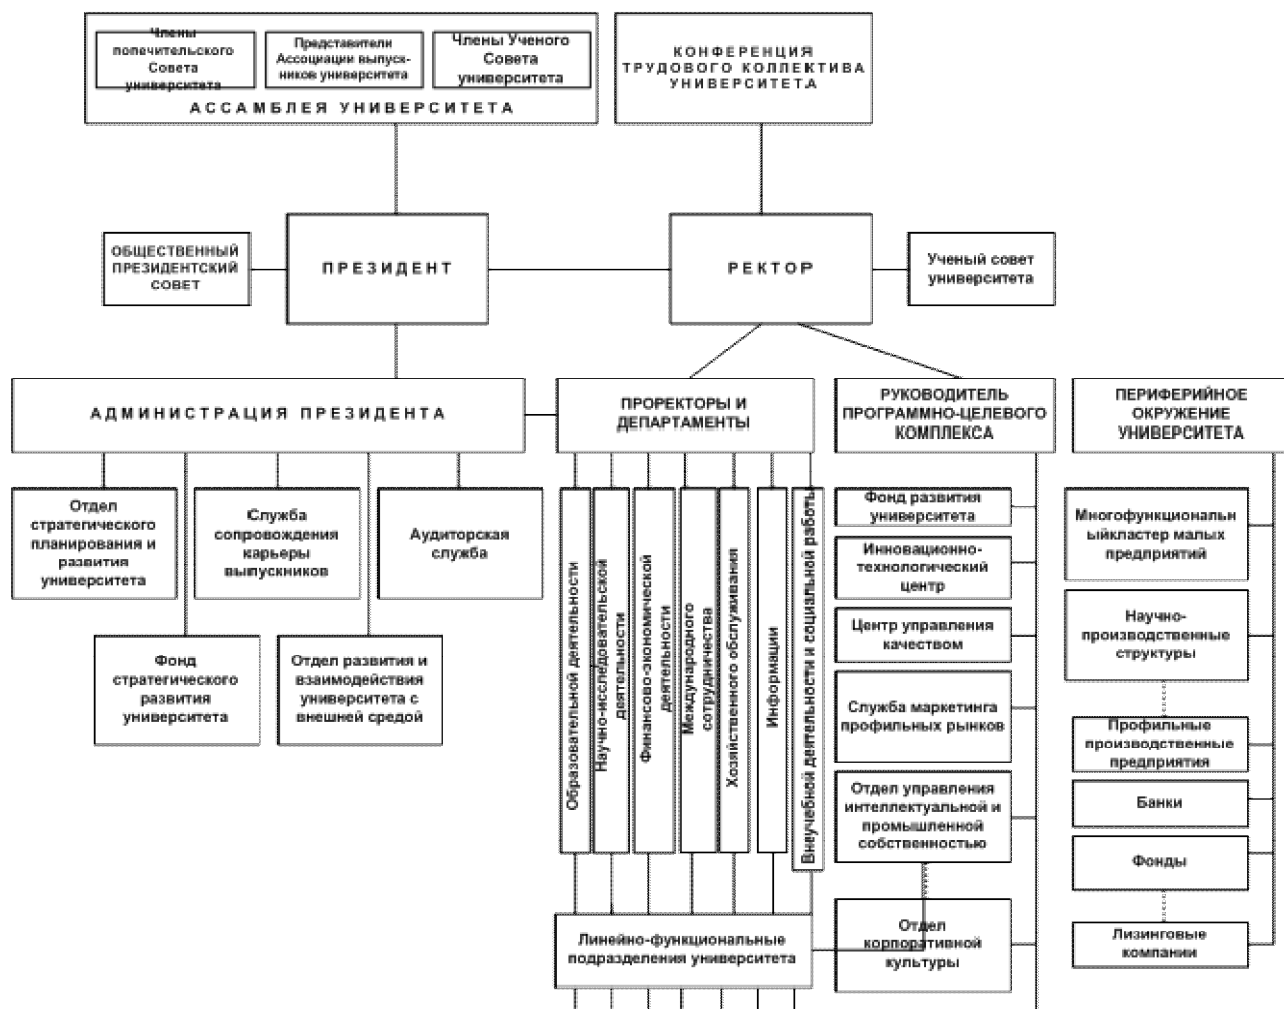 Члены
попечительского
Совета
университета
Представители
Ассоциации выпуск-
ников университета
Члены Ученого
Совета
университета
АССАМБЛЕЯ УНИВЕРСИТЕТА
КОНФЕРЕНЦИЯ
ТРУДОВОГО КОЛЛЕКТИВА
УНИВЕРСИТЕТА
ОБЩЕСТВЕННЫЙ
ПРЕЗИДЕНТСКИЙ
СОВЕТ
ПРЕЗИДЕНТ
РЕКТОР
Ученый совет
университета
АДМИНИСТРАЦИЯ ПРЕЗИДЕНТА
ПРОРЕКТОРЫ И
ДЕПАРТАМЕНТЫ
РУКОВОДИТЕЛЬ
ПРОГРАММНО-ЦЕЛЕВОГО
КОМПЛЕКСА
ПЕРИФЕРИЙНОЕ
ОКРУЖЕНИЕ
УНИВЕРСИТЕТА
Отдел
стратегического
планирования и
развития
университета
Служба
сопровождения
карьеры
выпускников
Аудиторская
служба
Фонд
стратегического
развития
университета
Отдел развития и
взаимодействия
университета с
внешней средой
Образовательной деятельности
Научно-исследовательской
деятельности
Финансово-экономической
деятельности
Международного
сотрудничества
Хозяйственного обслуживания
Информации
Внеучебной деятельности и социальной работы
Фонд развития
университета
Инновационно-
технологический
центр
Центр управления
качеством
Служба маркетинга
профильных рынков
Отдел управления
интеллектуальной и
промышленной
собственностью
Отдел
корпоративной
культуры
Многофункциональн
ыйкластер малых
предприятий
Научно-
производственные
структуры
Профильные
производственные
предприятия
Банки
Фонды
Лизинговые
компании
Линейно-функциональные
подразделения университета